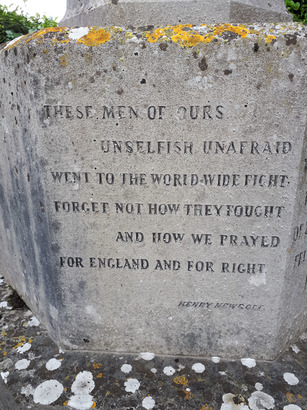 THESE MEN OF OURS
UNSELFISH UNAFRAID
WENT TO THE WORLD-WIDE FIGHT
FORGET NOT HOW THEY FOUGHT
AND HOW WE PRAYED
FOR ENGLAND AND FOR RIGHT
HENRY NEWBOLT